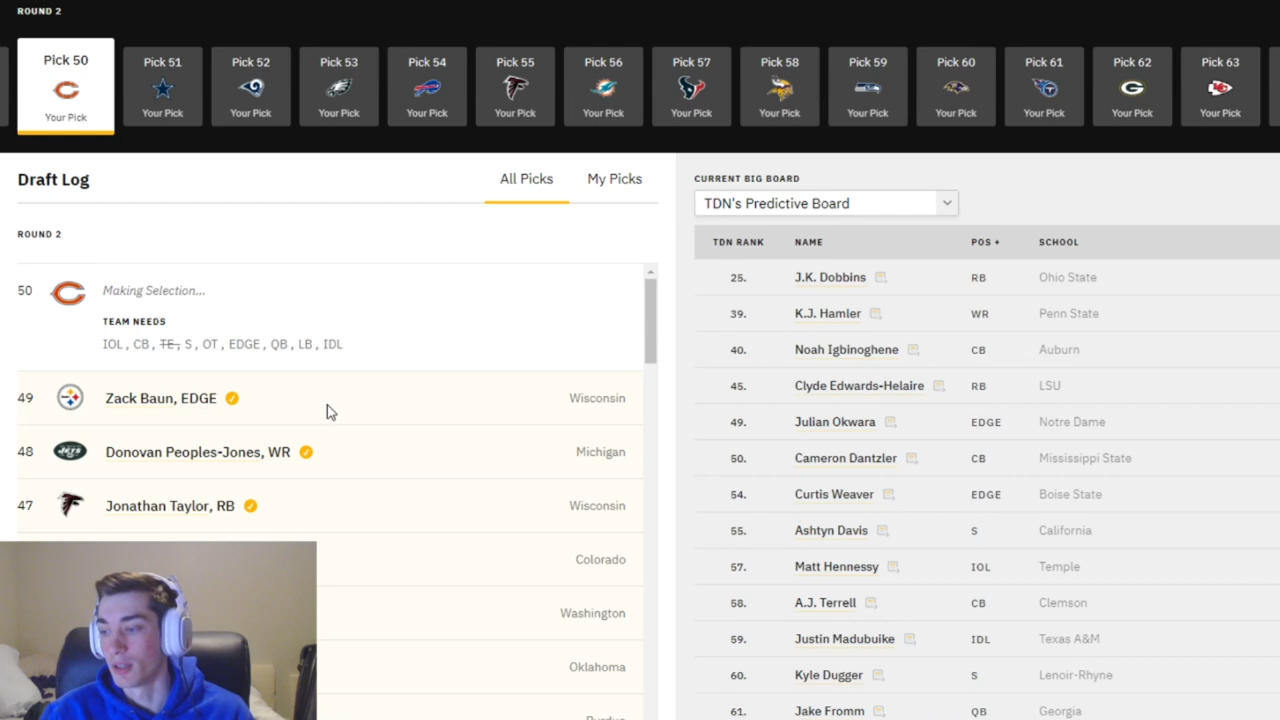 ROUND 2
Pick 50
Your Pick
Pick 51
Your Pick
Pick 52
Your Pick
Pick 53
Your Pick
Pick 54
Your Pick
Pick 55
Your Pick
Pick 56
Your Pick
Pick 57
Your Pick
Pick 58
Your Pick
Pick 59
Your Pick
Pick 60
Your Pick
Pick 61
Your Pick
Pick 62
Your Pick
Pick 63
Your Pick
Draft Log
All Picks
My Picks
ROUND 2
50 Making Selection...
TEAM NEEDS
IOL , CB , TE , S , OT , EDGE , QB , LB , IDL
49 Zack Baun, EDGE Wisconsin
48 JETS Donovan Peoples-Jones, WR Michigan
47 Jonathan Taylor, RB Wisconsin
Colorado
Washington
Oklahoma
CURRENT BIG BOARD
TDN's Predictive Board
TDN RANK NAME POS + SCHOOL
25. J.K. Dobbins RB Ohio State
39. K.J. Hamler WR Penn State
40. Noah Igbinoghene CB Auburn
45. Clyde Edwards-Helaire RB LSU
49. Julian Okwara EDGE Notre Dame
50. Cameron Dantzler CB Mississippi State
54. Curtis Weaver EDGE Boise State
55. Ashtyn Davis S California
57. Matt Hennessy IOL Temple
58. A.J. Terrell CB Clemson
59. Justin Madubuike IDL Texas A&M
60. Kyle Dugger S Lenoir-Rhyne
61. Jake Fromm QB Georgia